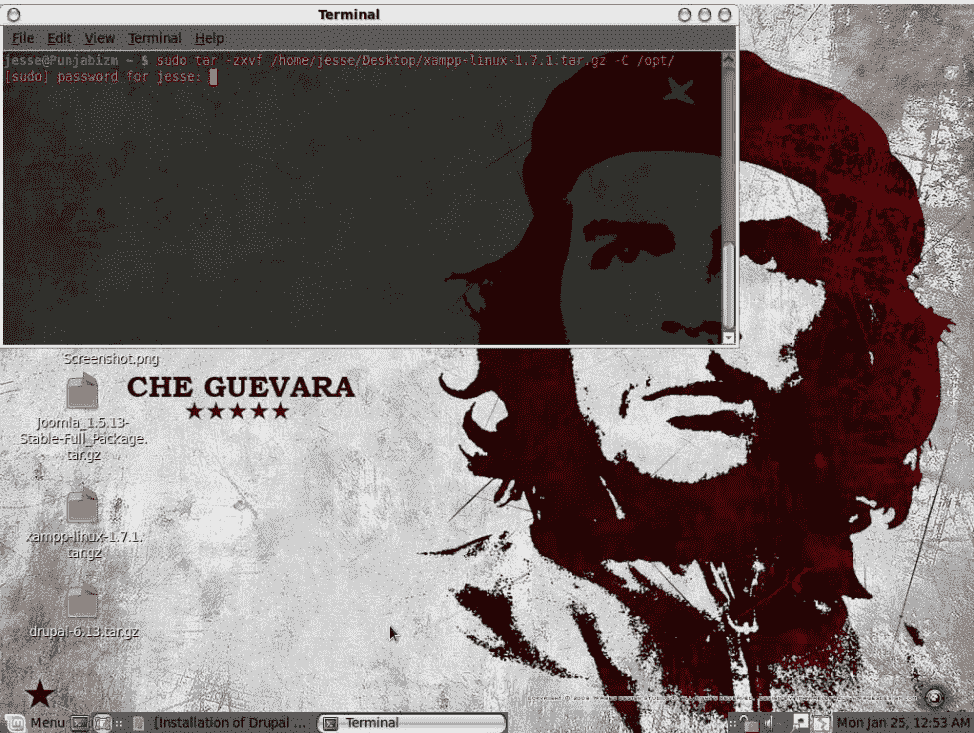 Terminal
File Edit View Terminal Help
jesse@Punjabizm ~ $ sudo tar -zxvf /home/jesse/Desktop/xampp-linux-1.7.1.tar.gz -C /opt/
[sudo] password for jesse:
Screenshot.png
CHE GUEVARA
Joomla_1.5.13-
Stable-Full_Package.
tar.gz
xampp-linux-1.7.1.
tar.gz
drupal-6.13.tar.gz
Menu [Installation of Drupal ... Terminal Mon Jan 25, 12:53 AM